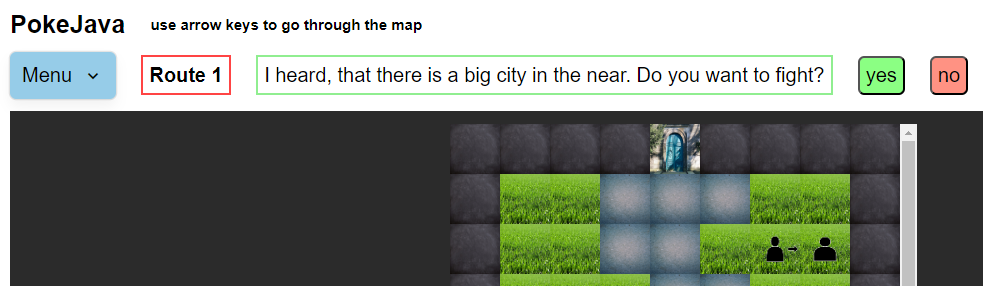 PokeJava use arrow keys to go through the map
Menu Route 1 I heard, that there is a big city in the near. Do you want to fight? yes no